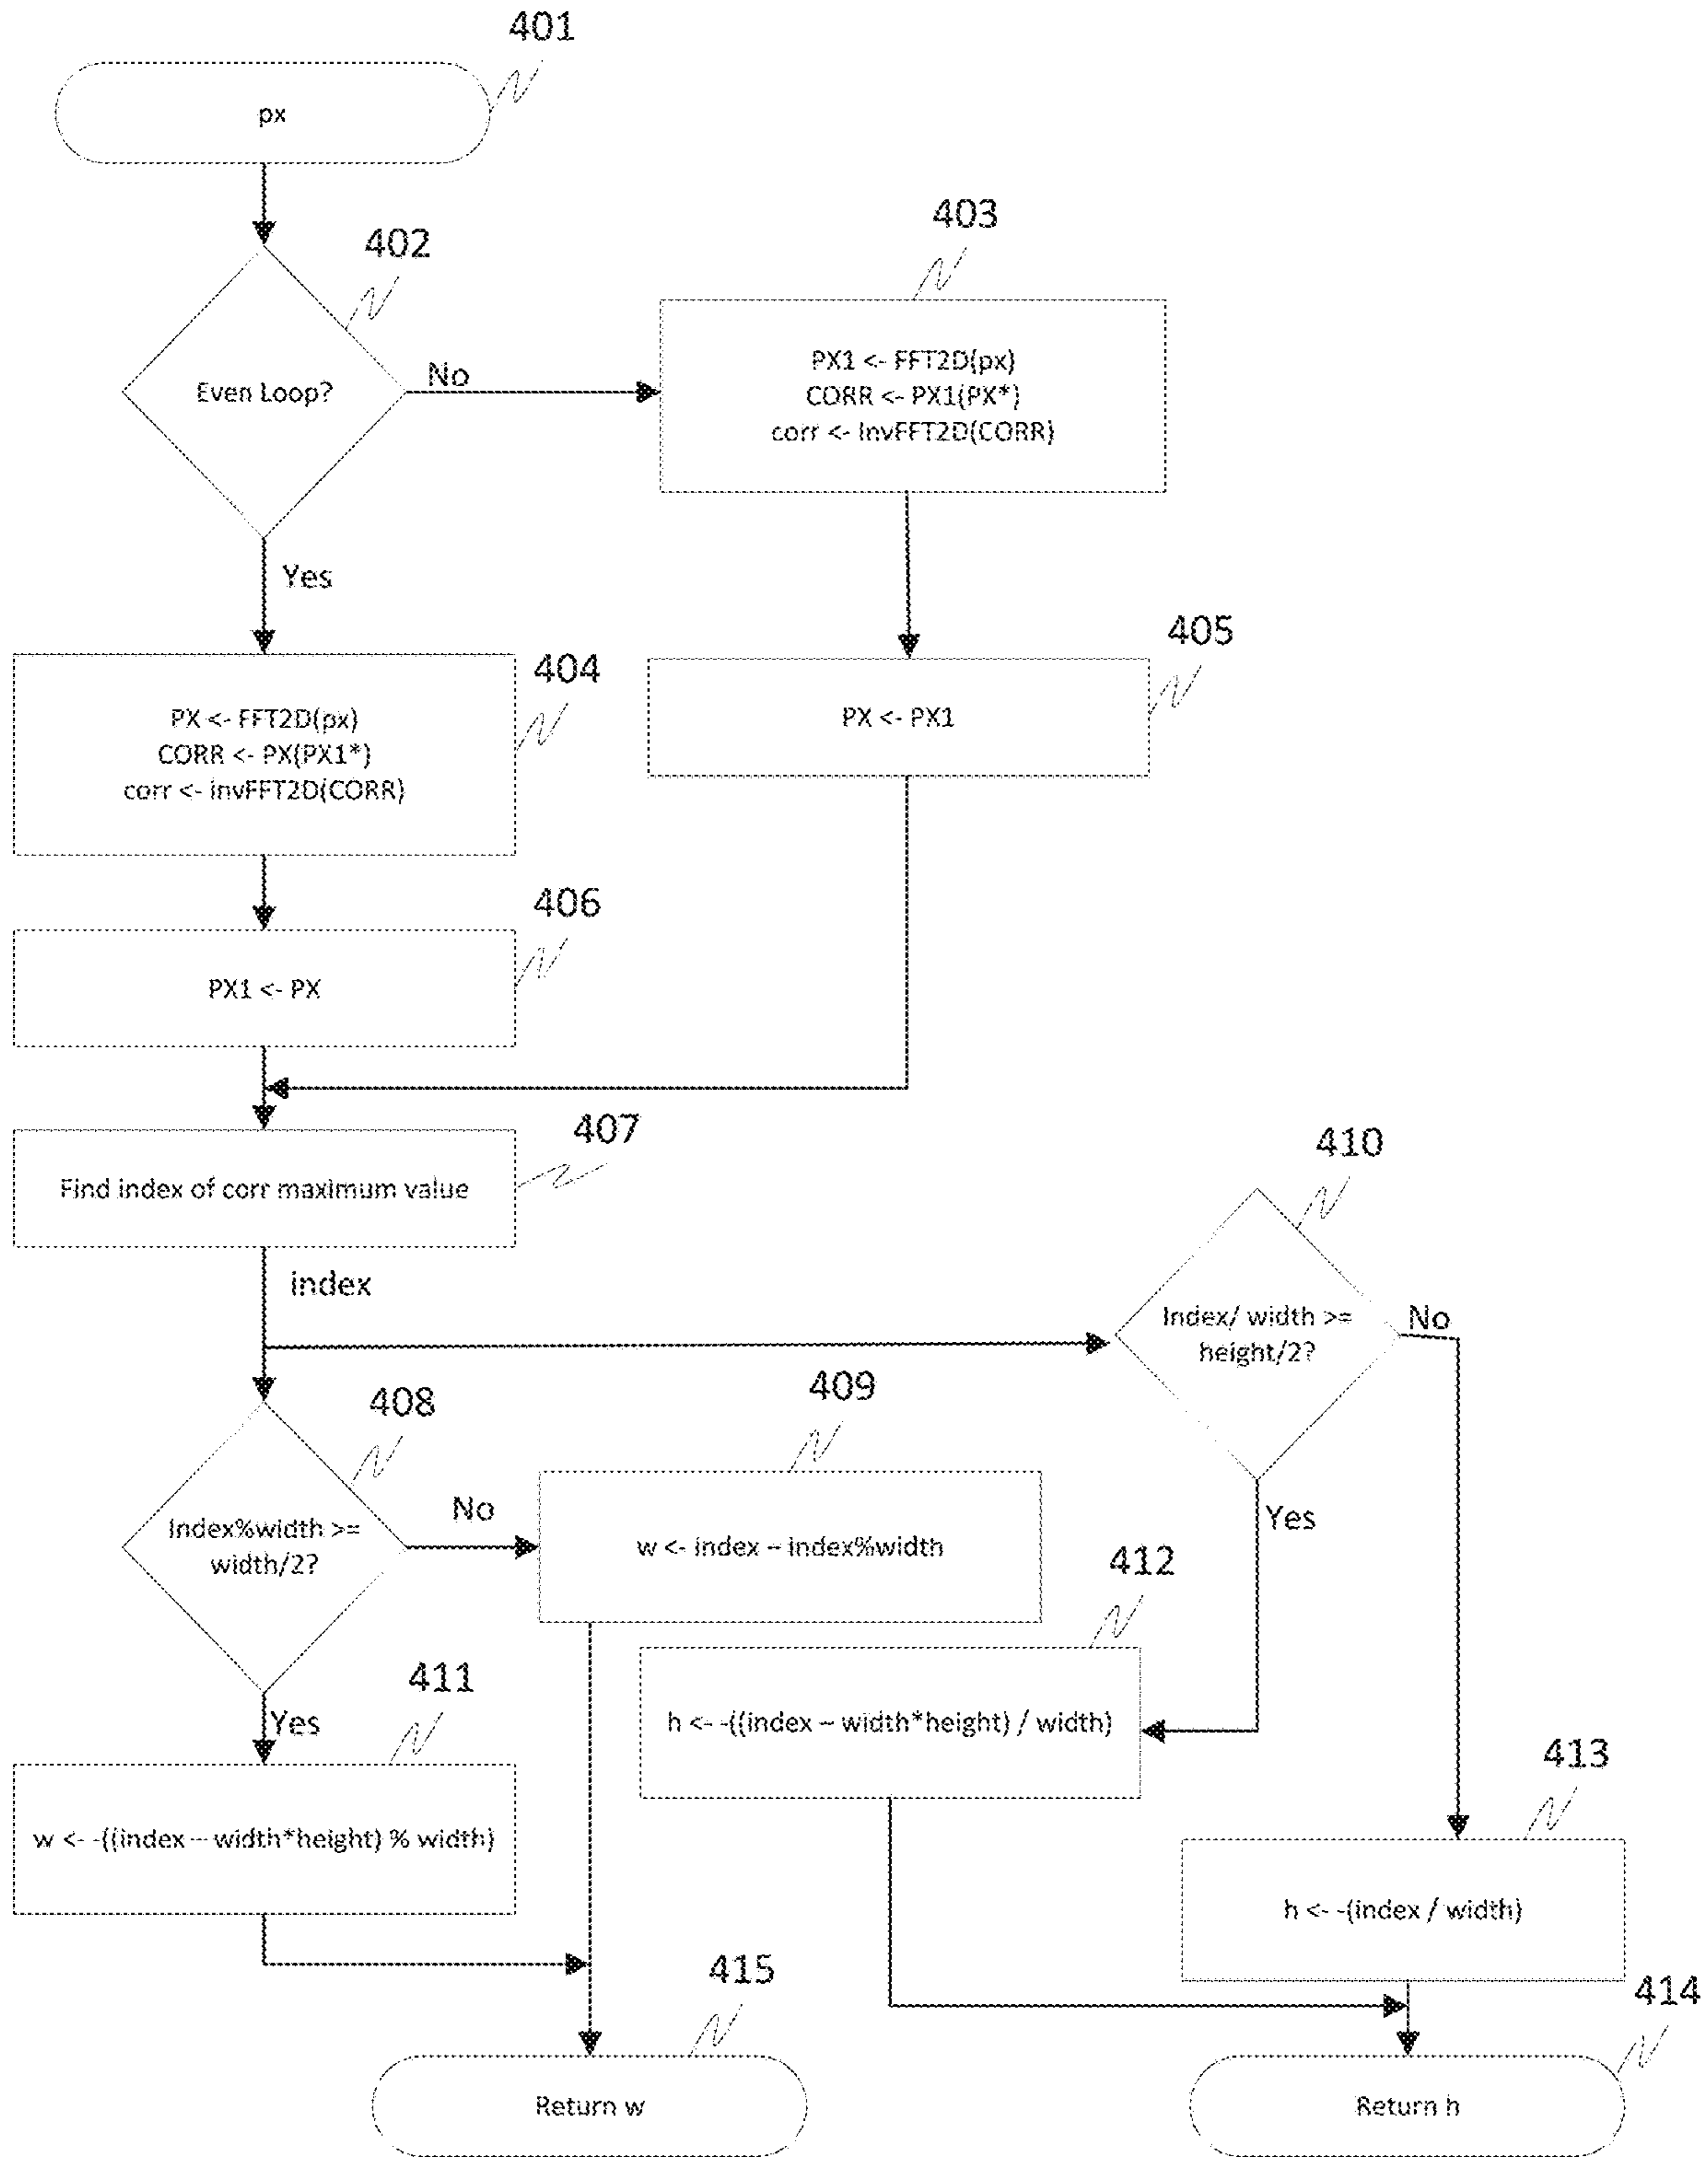 401
px
402
403
Even Loop?
No
PX1 <- FFT2D(px)
CORR <- PX1(PX*)
corr <- InvFFT2D(CORR)
Yes
404
405
PX <- FFT2D(px)
CORR <- PX(PX1*)
corr <- invFFT2D(CORR)
PX <- PX1
406
PX1 <- PX
407
Find index of corr maximum value
410
index
Index/ width >=
height/2?
No
408
409
Index%width >=
width/2?
No
w <- index – index%width
Yes
412
411
Yes
h <- -((index – width*height) / width)
413
w <- -((index – width*height) % width)
h <- -(index / width)
415
414
Return w
Return h